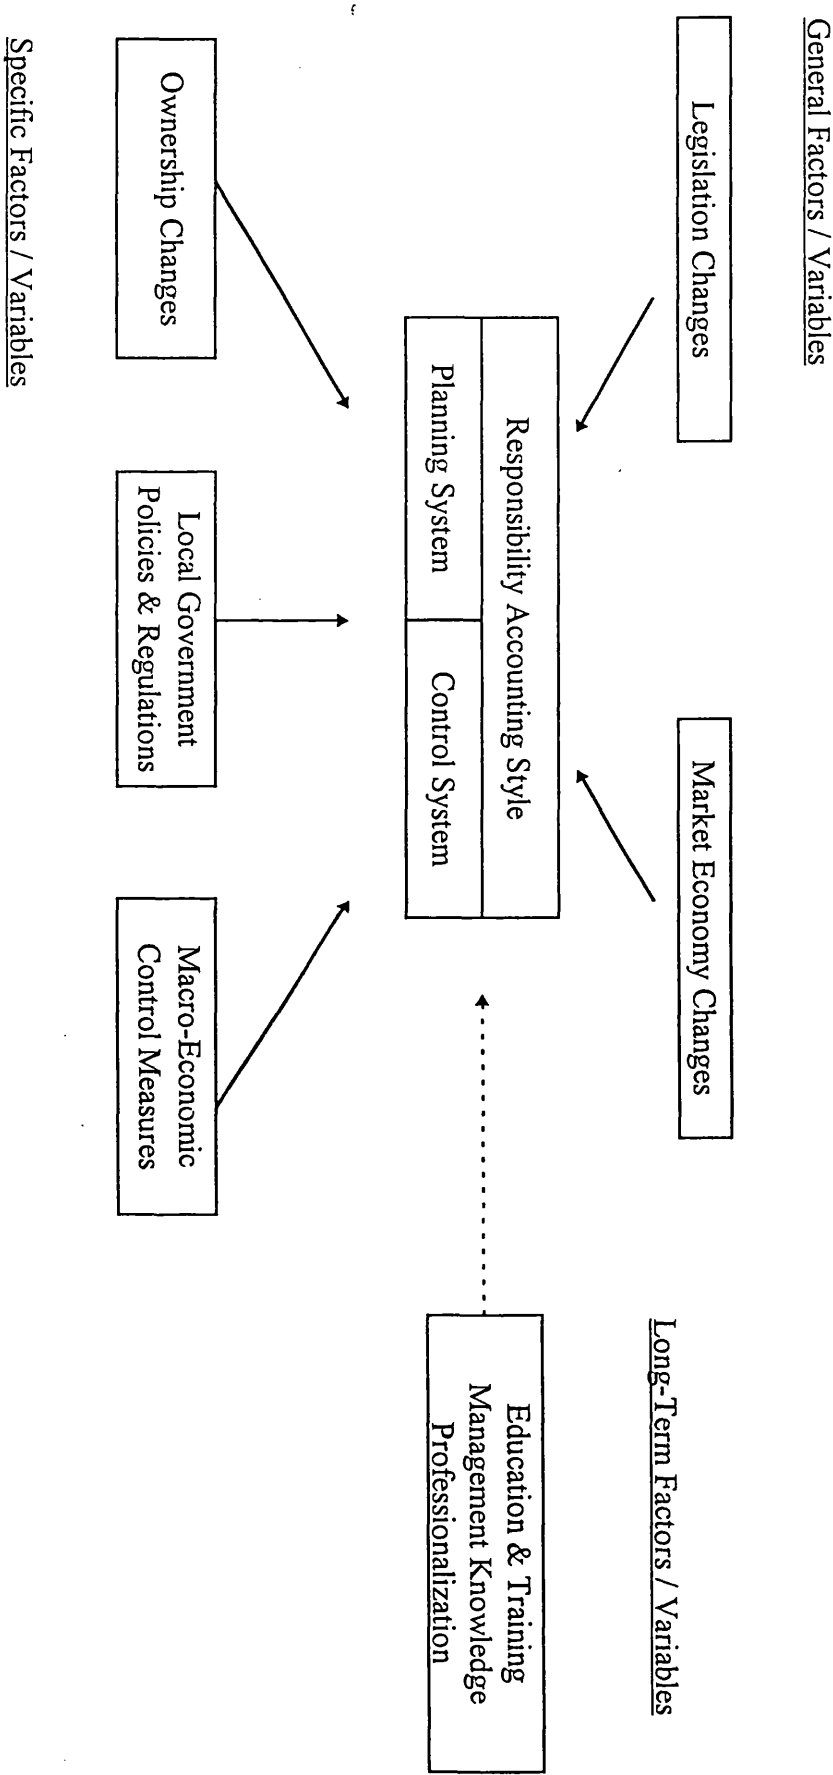 General Factors / Variables
Legislation Changes
Market Economy Changes
Long-Term Factors / Variables
Responsibility Accounting Style
Planning System
Control System
Education & Training
Management Knowledge
Professionalization
Ownership Changes
Local Government
Policies & Regulations
Macro-Economic
Control Measures
Specific Factors / Variables